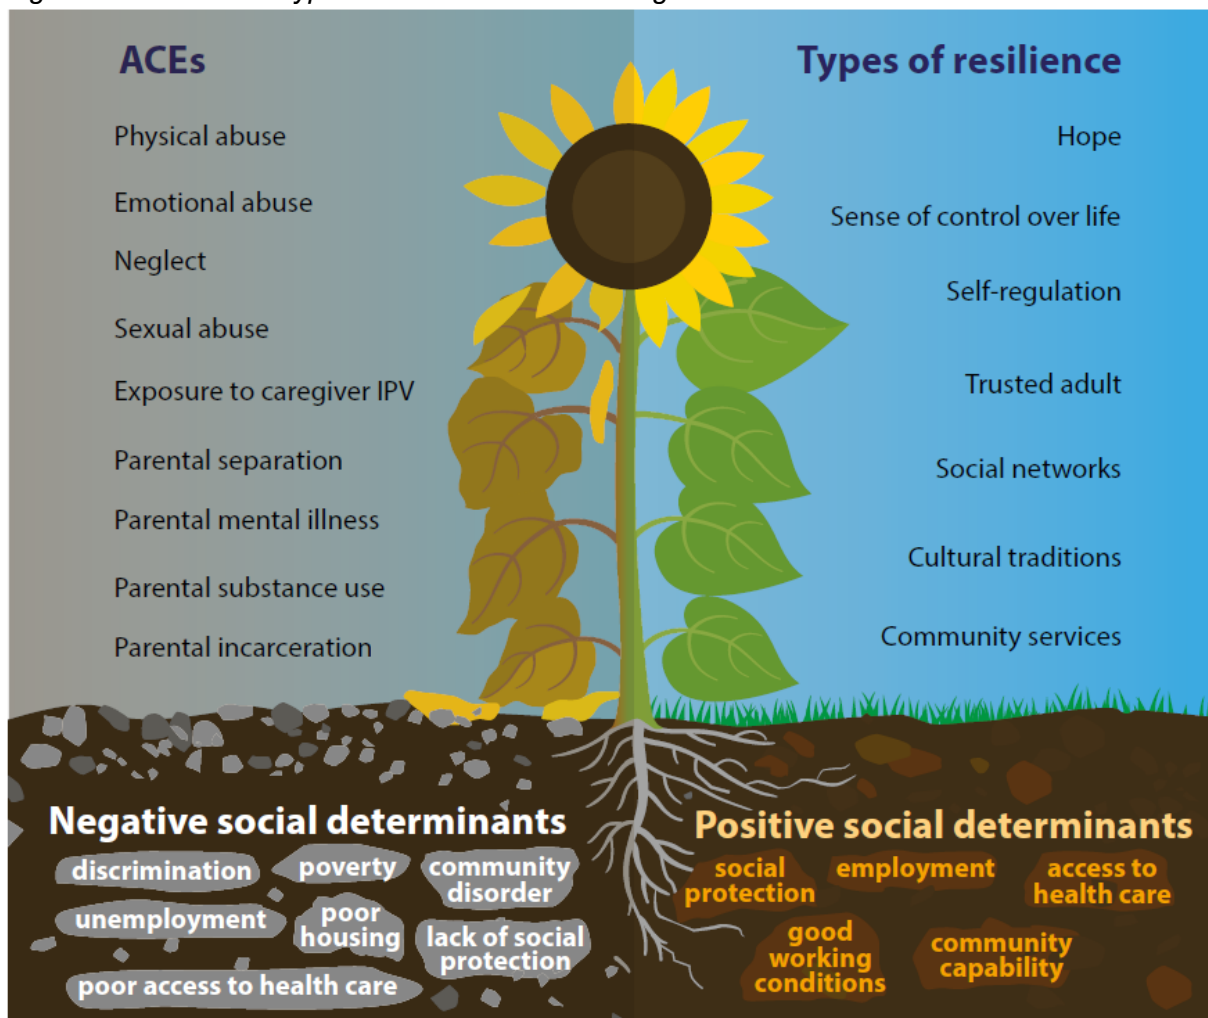 ACEs
Physical abuse
Emotional abuse
Neglect
Sexual abuse
Exposure to caregiver IPV
Parental separation
Parental mental illness
Parental substance use
Parental incarceration
Types of resilience
Hope
Sense of control over life
Self-regulation
Trusted adult
Social networks
Cultural traditions
Community services
Negative social determinants
discrimination
poverty
community
disorder
unemployment
poor
housing
lack of social
protection
poor access to health care
Positive social determinants
social
protection
employment
access to
health care
good
working
conditions
community
capability